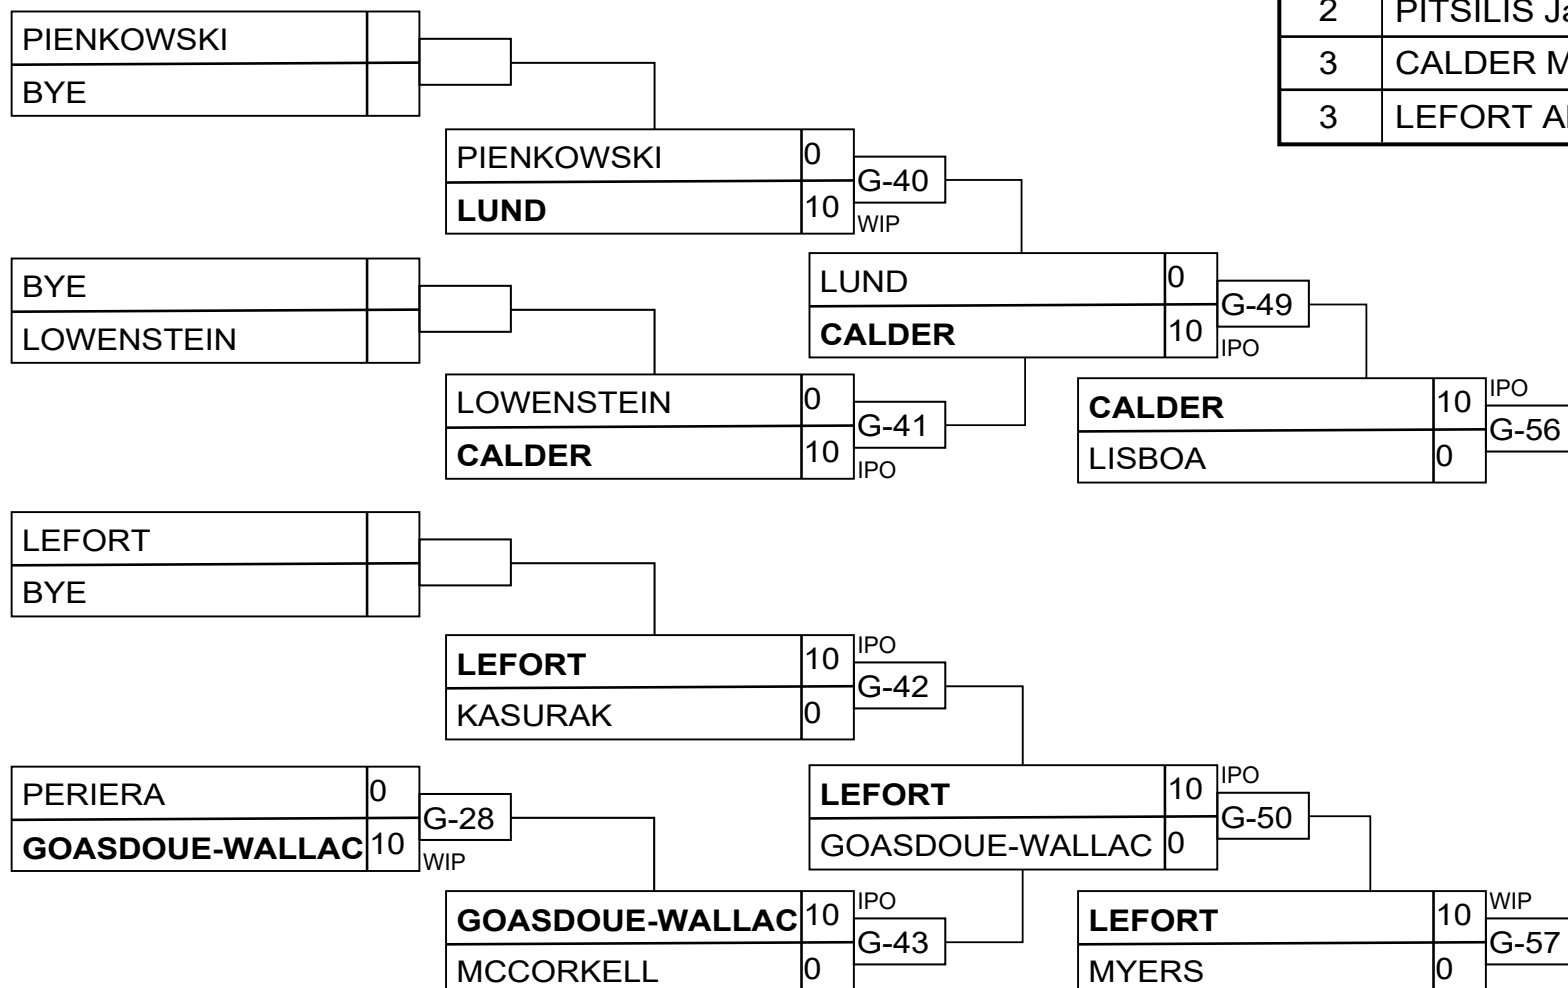 2 PITSILIS
3 CALDER
3 LEFORT
PIENKOWSKI
BYE
PIENKOWSKI 0
G-40
LUND 10
WIP
BYE
LOWENSTEIN
LUND 0
G-49
CALDER 10
IPO
LOWENSTEIN 0
G-41
CALDER 10
IPO
CALDER 10
IPO
G-56
LISBOA 0
LEFORT
BYE
LEFORT 10
IPO
G-42
KASURAK 0
PERIERA 0
G-28
GOASDOUE-WALLAC 10
WIP
LEFORT 10
IPO
G-50
GOASDOUE-WALLAC 0
GOASDOUE-WALLAC 10
IPO
G-43
MCCORKELL 0
LEFORT 10
WIP
G-57
MYERS 0